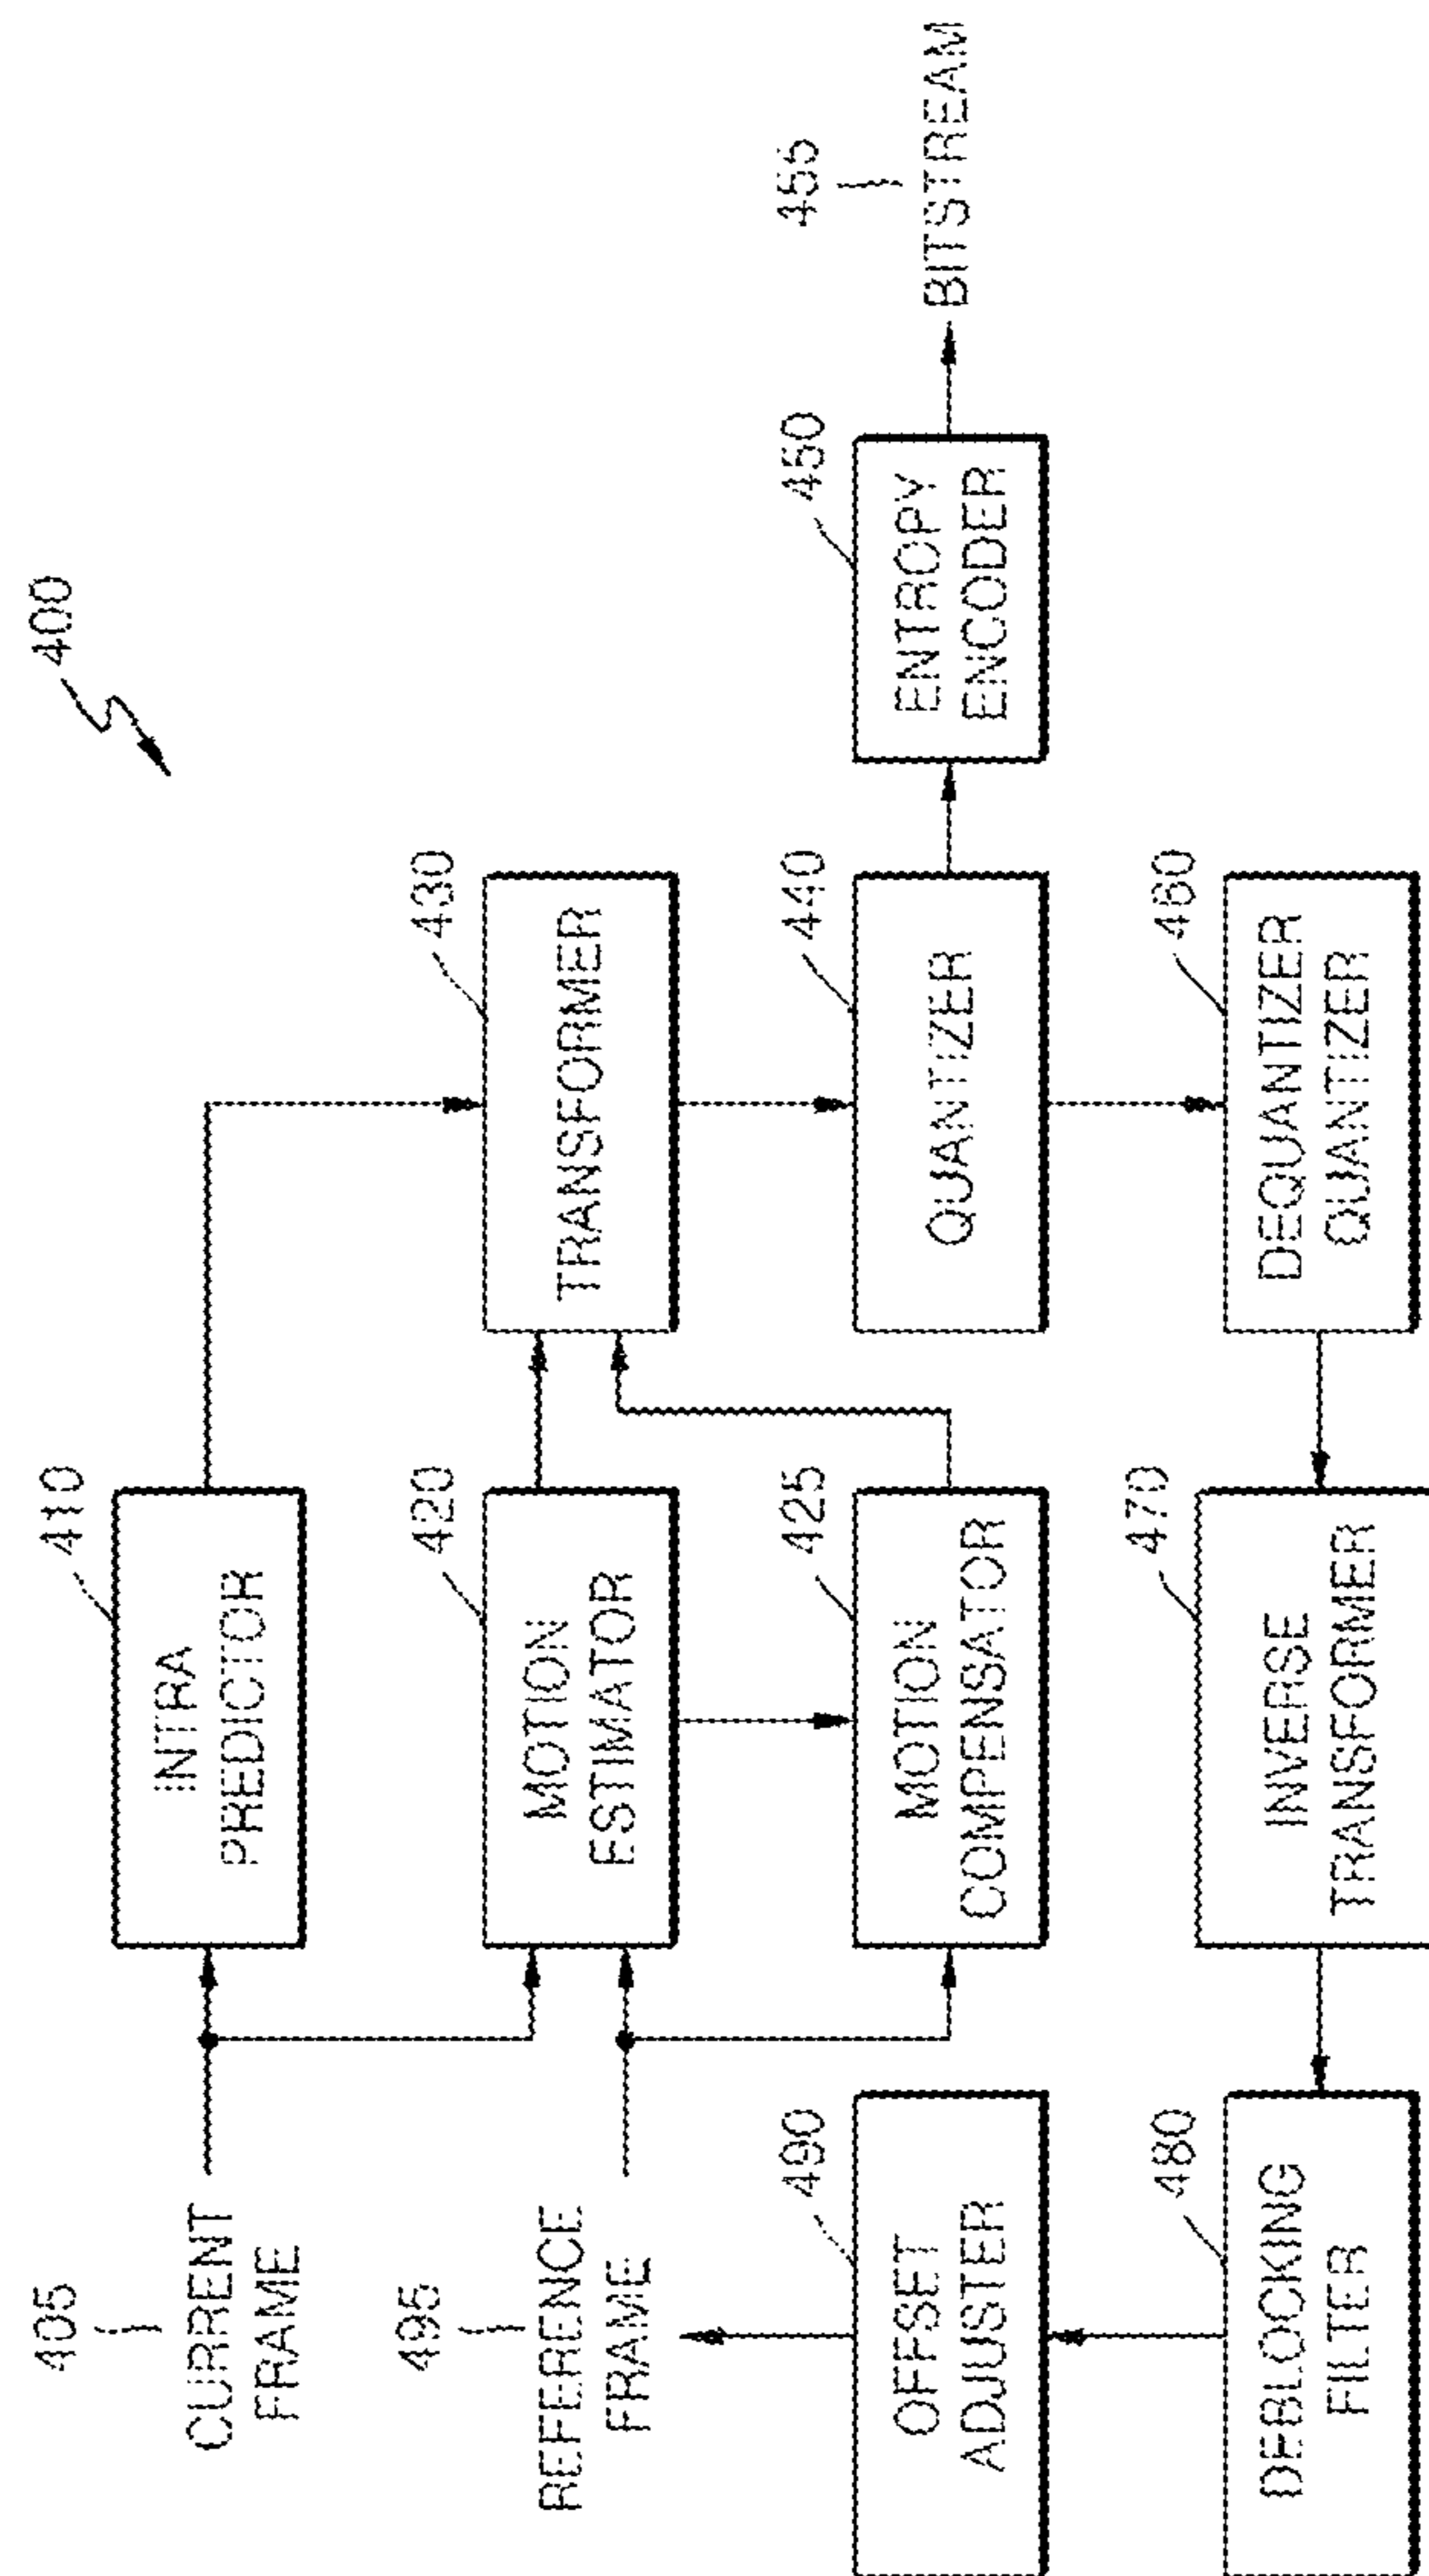 400
405
CURRENT
FRAME
410
INTRA
PREDICTOR
495
REFERENCE
FRAME
420
MOTION
ESTIMATOR
430
TRANSFORMER
490
OFFSET
ADJUSTER
425
MOTION
COMPENSATOR
440
QUANTIZER
450
ENTROPY
ENCODER
455
BITSTREAM
480
DEBLOCKING
FILTER
470
INVERSE
TRANSFORMER
460
DEQUANTIZER
QUANTIZER